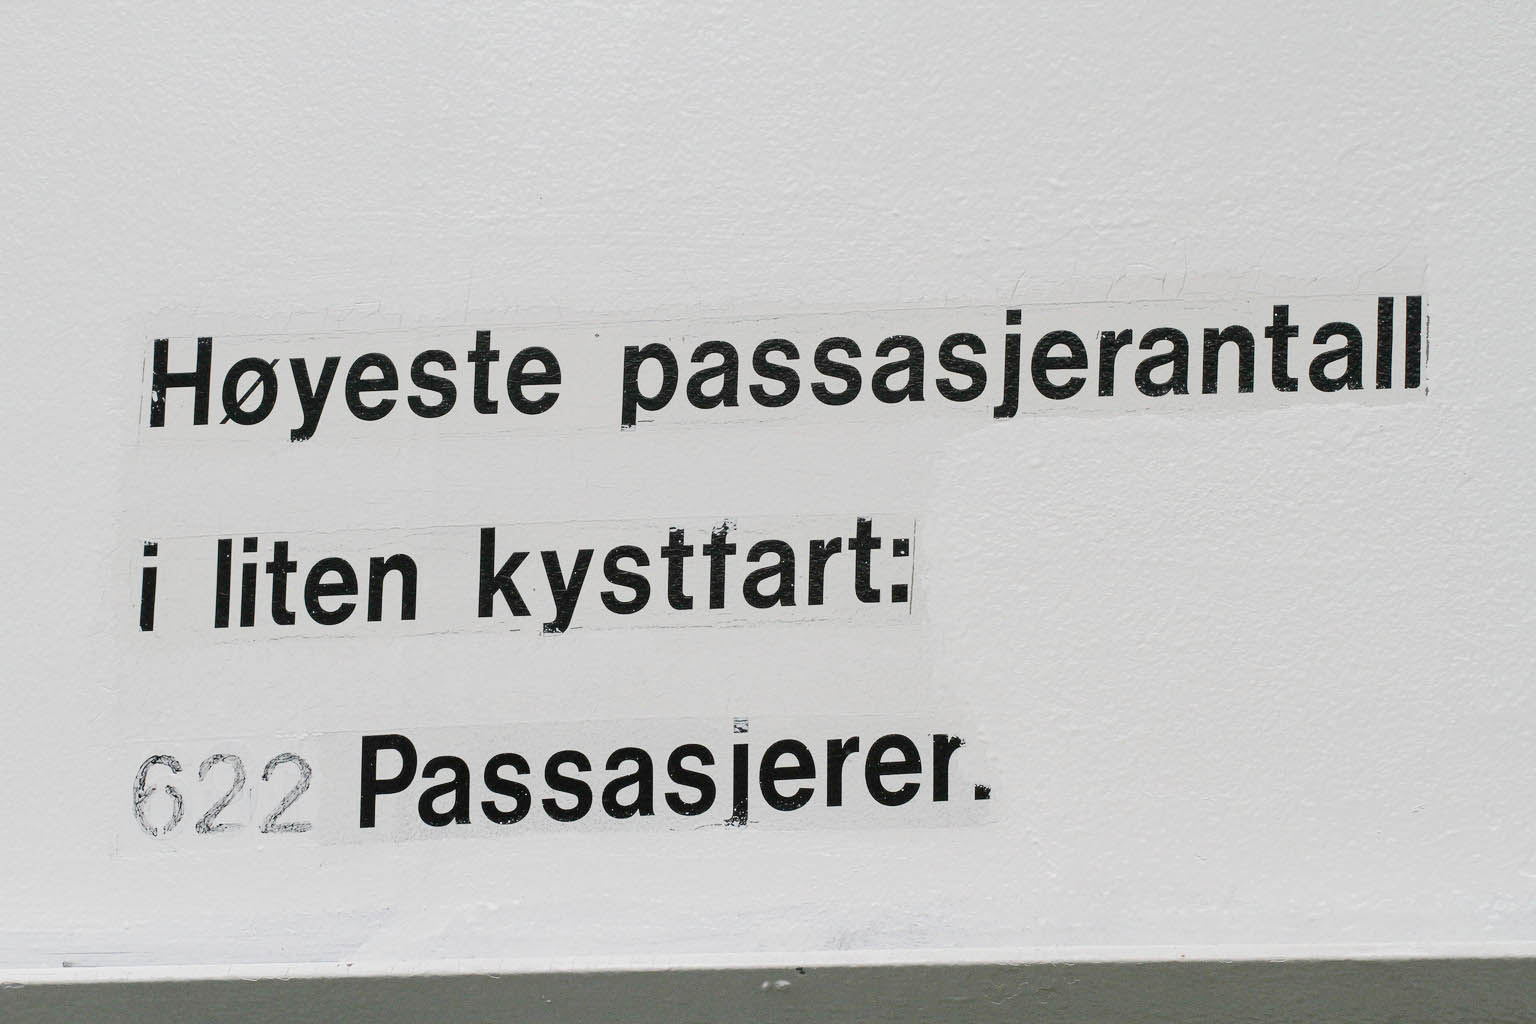 Høyeste passasjerantall
i liten kystfart:
622 Passasjerer.